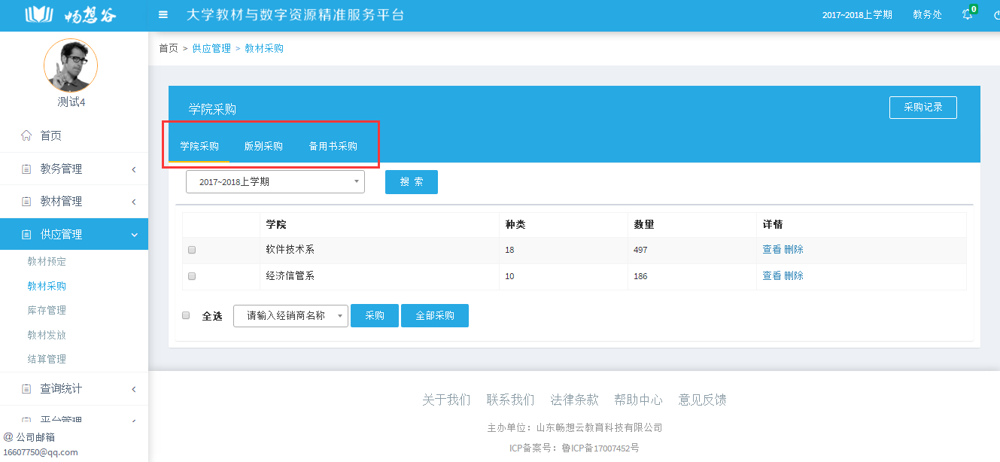 畅想谷
大学教材与数字资源精准服务平台
2017~2018上学期
教务处
0
测试4
首页
教务管理
教材管理
供应管理
教材预定
教材采购
库存管理
教材发放
结算管理
查询统计
平台管理
@ 公司邮箱
16607750@qq.com
首页 > 供应管理 > 教材采购
学院采购
采购记录
学院采购 版别采购 备用书采购
2017~2018上学期 搜 索
学院 种类 数量 详情
软件技术系 18 497 查看 删除
经济信管系 10 186 查看 删除
全选 请输入经销商名称 采购 全部采购
关于我们 联系我们 法律条款 帮助中心 意见反馈
主办单位：山东畅想云教育科技有限公司
ICP备案号：鲁ICP备17007452号